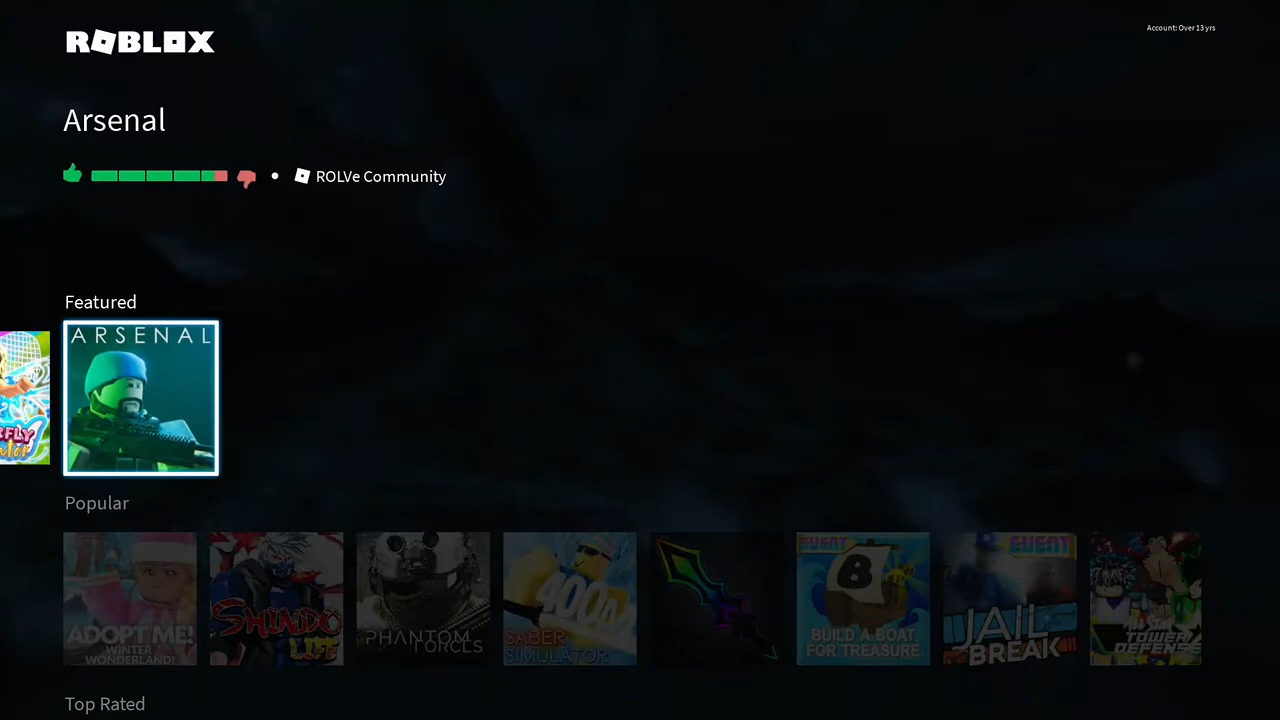 ROBLOX
Account: Over 13 yrs
Arsenal
ROLVe Community
Featured
ARSENAL
Popular
ADOPT ME!
WINTER
WONDERLAND!
SHINDO
LIFE
PHANTOM
FORCES
400M
SABER
SIMULATOR
EVENT
B
BUILD A BOAT
FOR TREASURE
EVENT
JAIL
BREAK
TOWER
DEFENSE
Top Rated